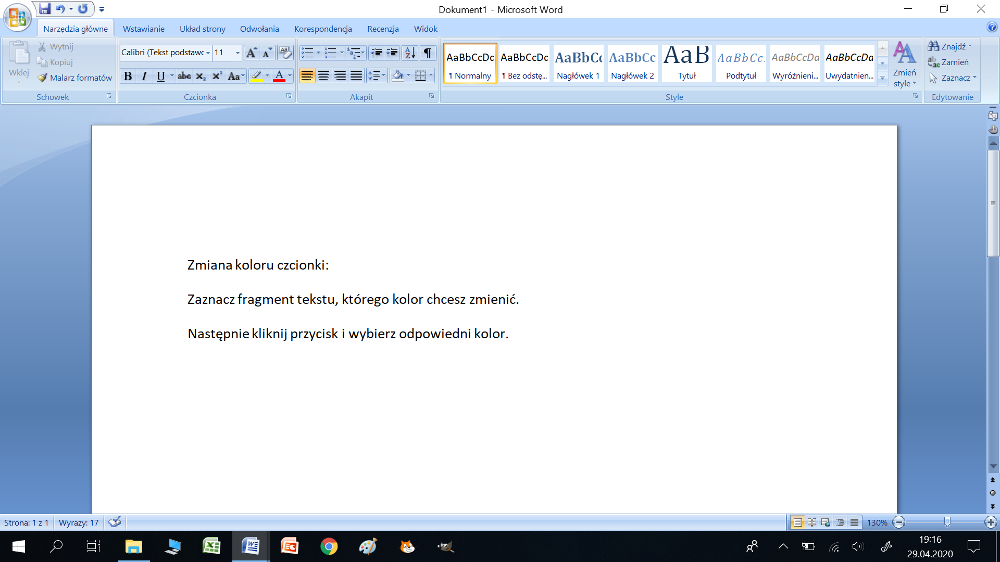 Dokument1 - Microsoft Word
Narzędzia główne Wstawianie Układ strony Odwołania Korespondencja Recenzja Widok
Wklej
Wytnij
Kopiuj
Malarz formatów
Schowek
Calibri (Tekst podstawc 11
B I U abc x₂ x² Aa A
Czcionka
Akapit
AaBbCcDc AaBbCcDc AaBbCc AaBbCc AaB AaBbCc. AaBbCcDa AaBbCcDa
¶ Normalny ¶ Bez odstę... Nagłówek 1 Nagłówek 2 Tytuł Podtytuł Wyróżnieni... Uwydatnien...
Zmień
style
Style
Znajdź
Zamień
Zaznacz
Edytowanie
Zmiana koloru czcionki:
Zaznacz fragment tekstu, którego kolor chcesz zmienić.
Następnie kliknij przycisk i wybierz odpowiedni kolor.
Strona: 1 z 1 Wyrazy: 17 130%
19:16
29.04.2020